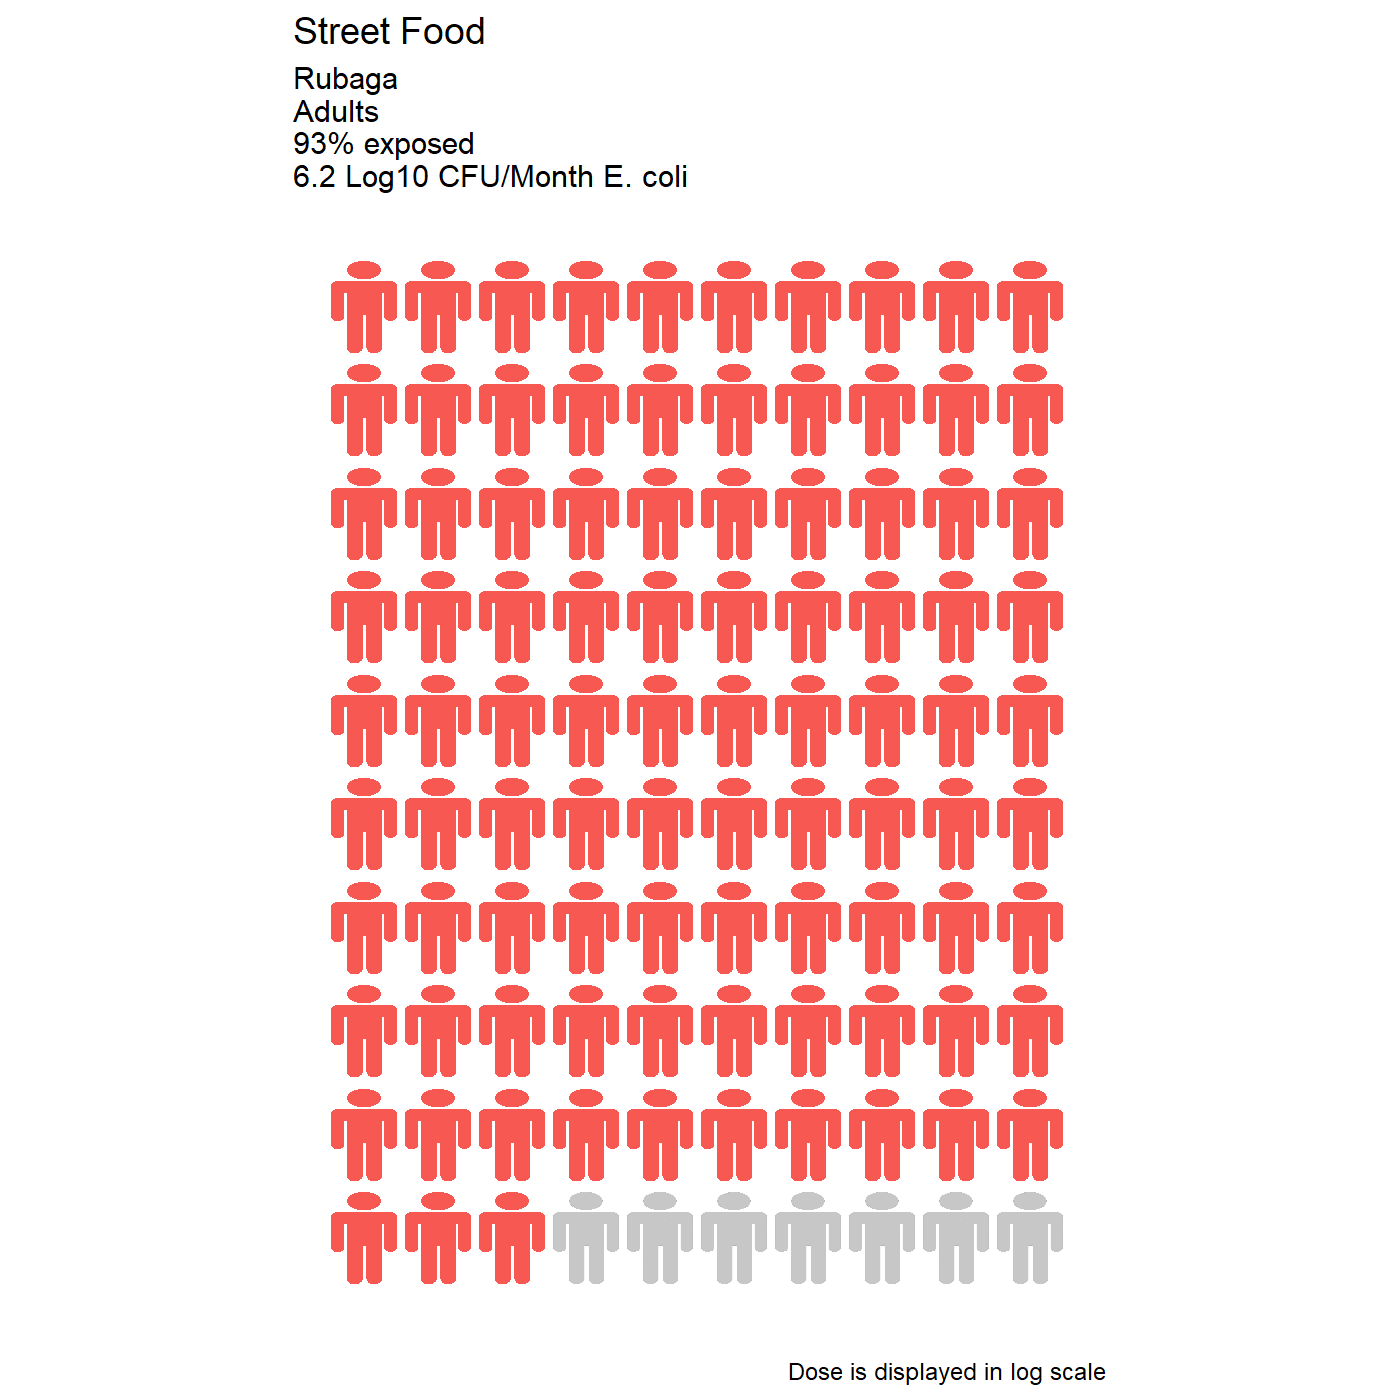 Street Food
Rubaga
Adults
93% exposed
6.2 Log10 CFU/Month E. coli
Dose is displayed in log scale